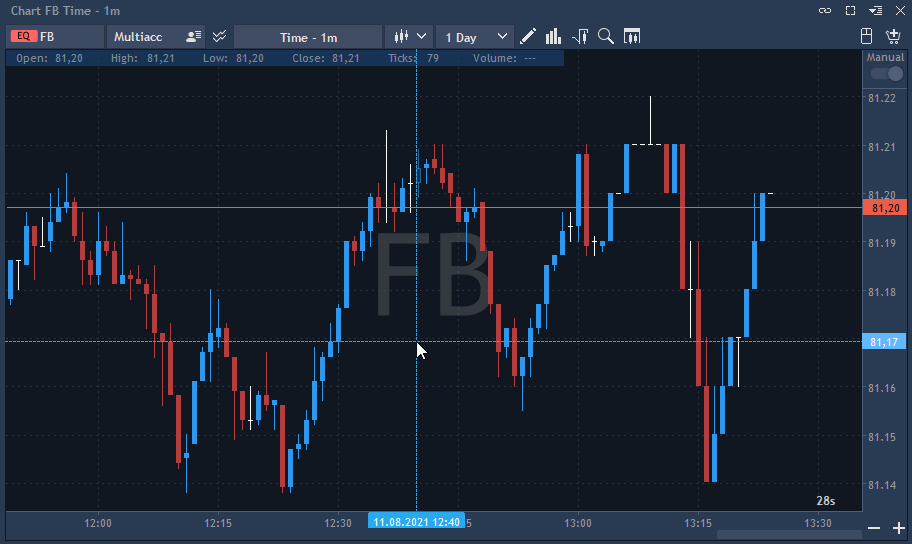 Chart FB Time - 1m
EQ FB Multiacc Time - 1m 1 Day
Open: 81,20 High: 81,21 Low: 81,20 Close: 81,21 Ticks: 79 Volume: ---
Manual
81,22
81,21
81,20
81,20
81,19
FB
81,18
81,17
81,16
81,15
81,14
28s
12:00 12:15 12:30 11.08.2021 12:40 13:00 13:15 13:30